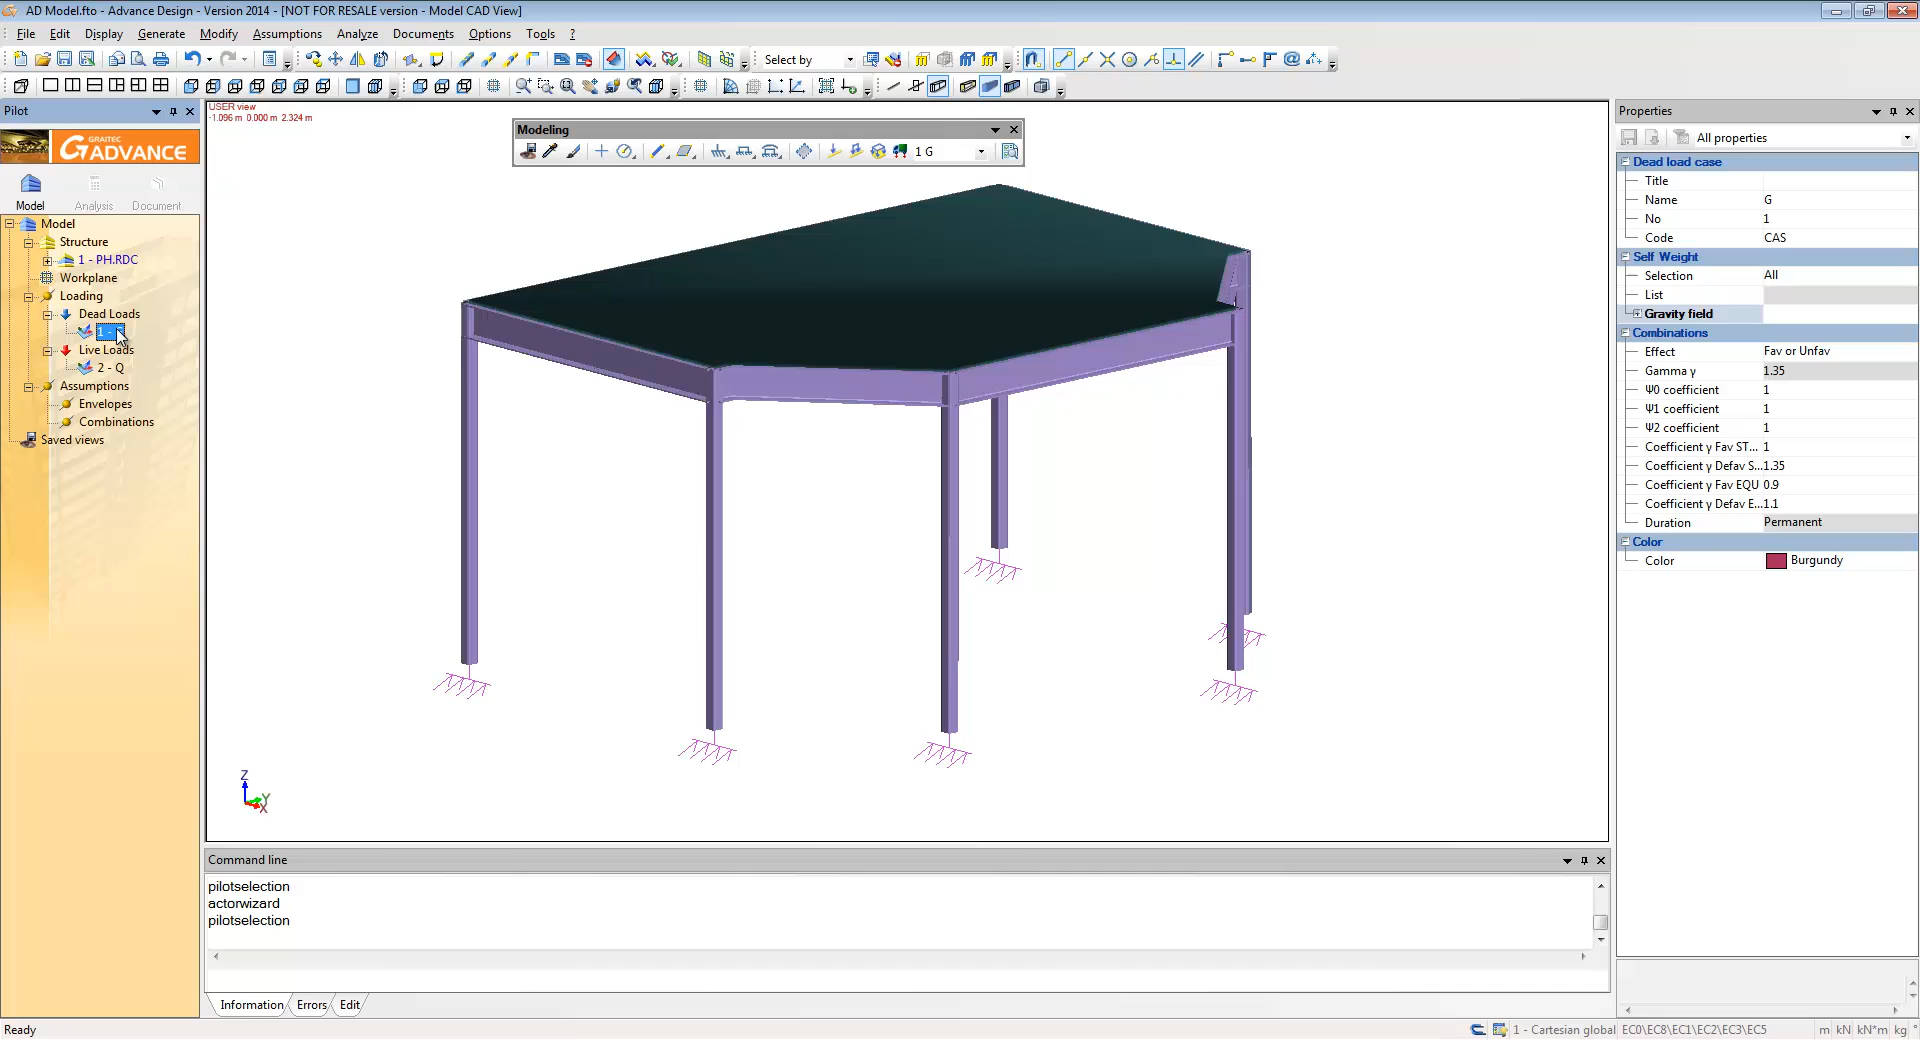 AD Model.fto - Advance Design - Version 2014 - [NOT FOR RESALE version - Model CAD View]
File Edit Display Generate Modify Assumptions Analyze Documents Options Tools ?
Select by
Pilot
GRAITEC
ADVANCE
Model Analysis Document
Model
Structure
1 - PH.RDC
Workplane
Loading
Dead Loads
1 -
Live Loads
2 - Q
Assumptions
Envelopes
Combinations
Saved views
USER view
-1.096 m 0.000 m 2.324 m
Modeling
1 G
Z
Y
X
Command line
pilotselection
actorwizard
pilotselection
Information Errors Edit
Properties
All properties
Dead load case
Title
Name G
No 1
Code CAS
Self Weight
Selection All
List
Gravity field
Combinations
Effect Fav or Unfav
Gamma γ 1.35
Ψ0 coefficient 1
Ψ1 coefficient 1
Ψ2 coefficient 1
Coefficient γ Fav ST... 1
Coefficient γ Defav S... 1.35
Coefficient γ Fav EQU 0.9
Coefficient γ Defav E... 1.1
Duration Permanent
Color
Color Burgundy
Ready
1 - Cartesian global EC0\EC8\EC1\EC2\EC3\EC5 m kN kN*m kg °